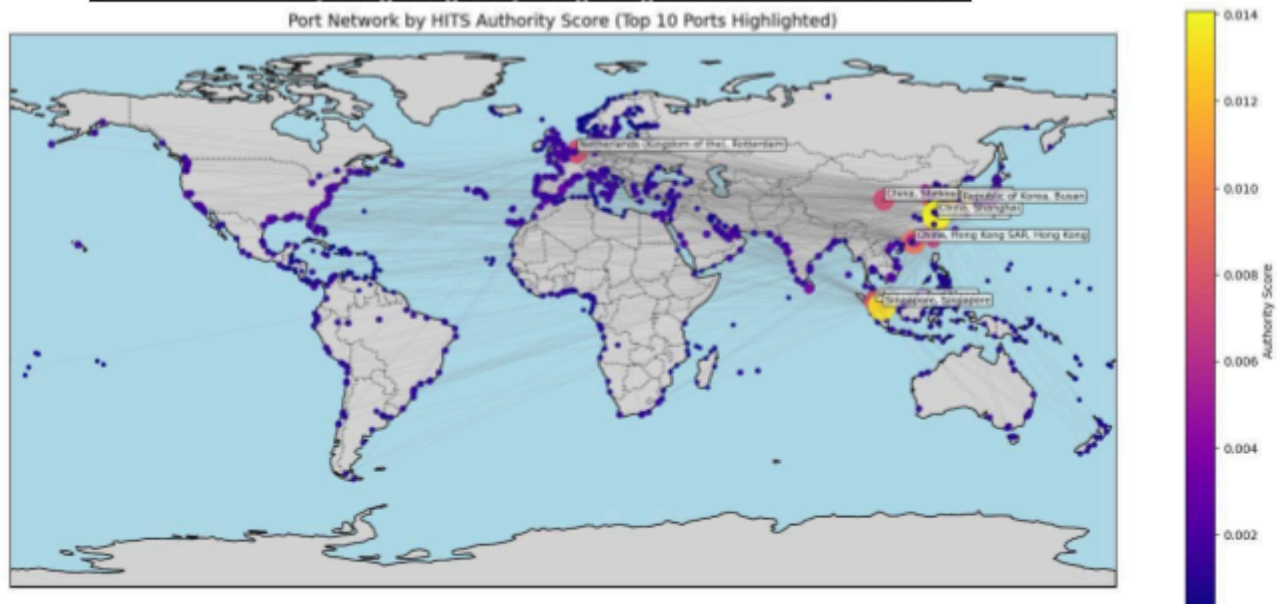 Port Network by HITS Authority Score (Top 10 Ports Highlighted)
0.014
0.012
0.010
0.008
0.006
0.004
0.002
Authority Score
Netherlands (Kingdom of the), Rotterdam
China,
Republic of Korea, Busan
China, Shanghai
China, Hong Kong SAR, Hong Kong
Singapore, Singapore